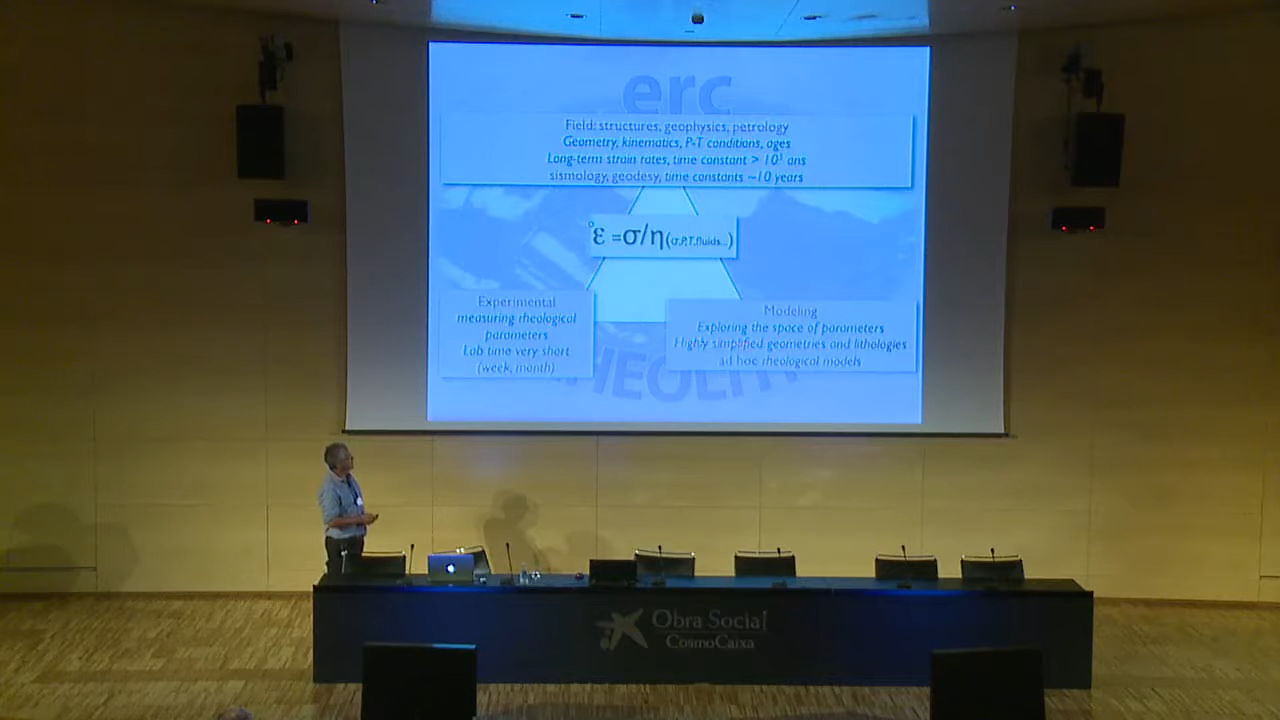 erc
Field: structures, geophysics, petrology
Geometry, kinematics, P-T conditions, ages
Long-term strain rates, time constant > 10⁵ ans
sismology, geodesy, time constants ~10 years
ε̊ =σ/η(σ,P,T,fluids...)
Experimental
measuring rheological
parameters
Lab time very short
(week, month)
Modeling
Exploring the space of parameters
Highly simplified geometries and lithologies
ad hoc rheological models
Obra Social
CosmoCaixa